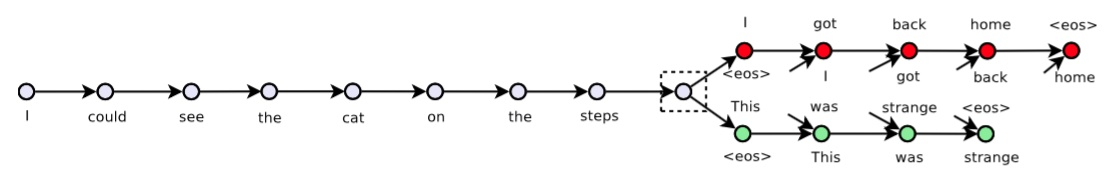 I got back home <eos>
<eos> I got back home
I could see the cat on the steps
This was strange <eos>
<eos> This was strange